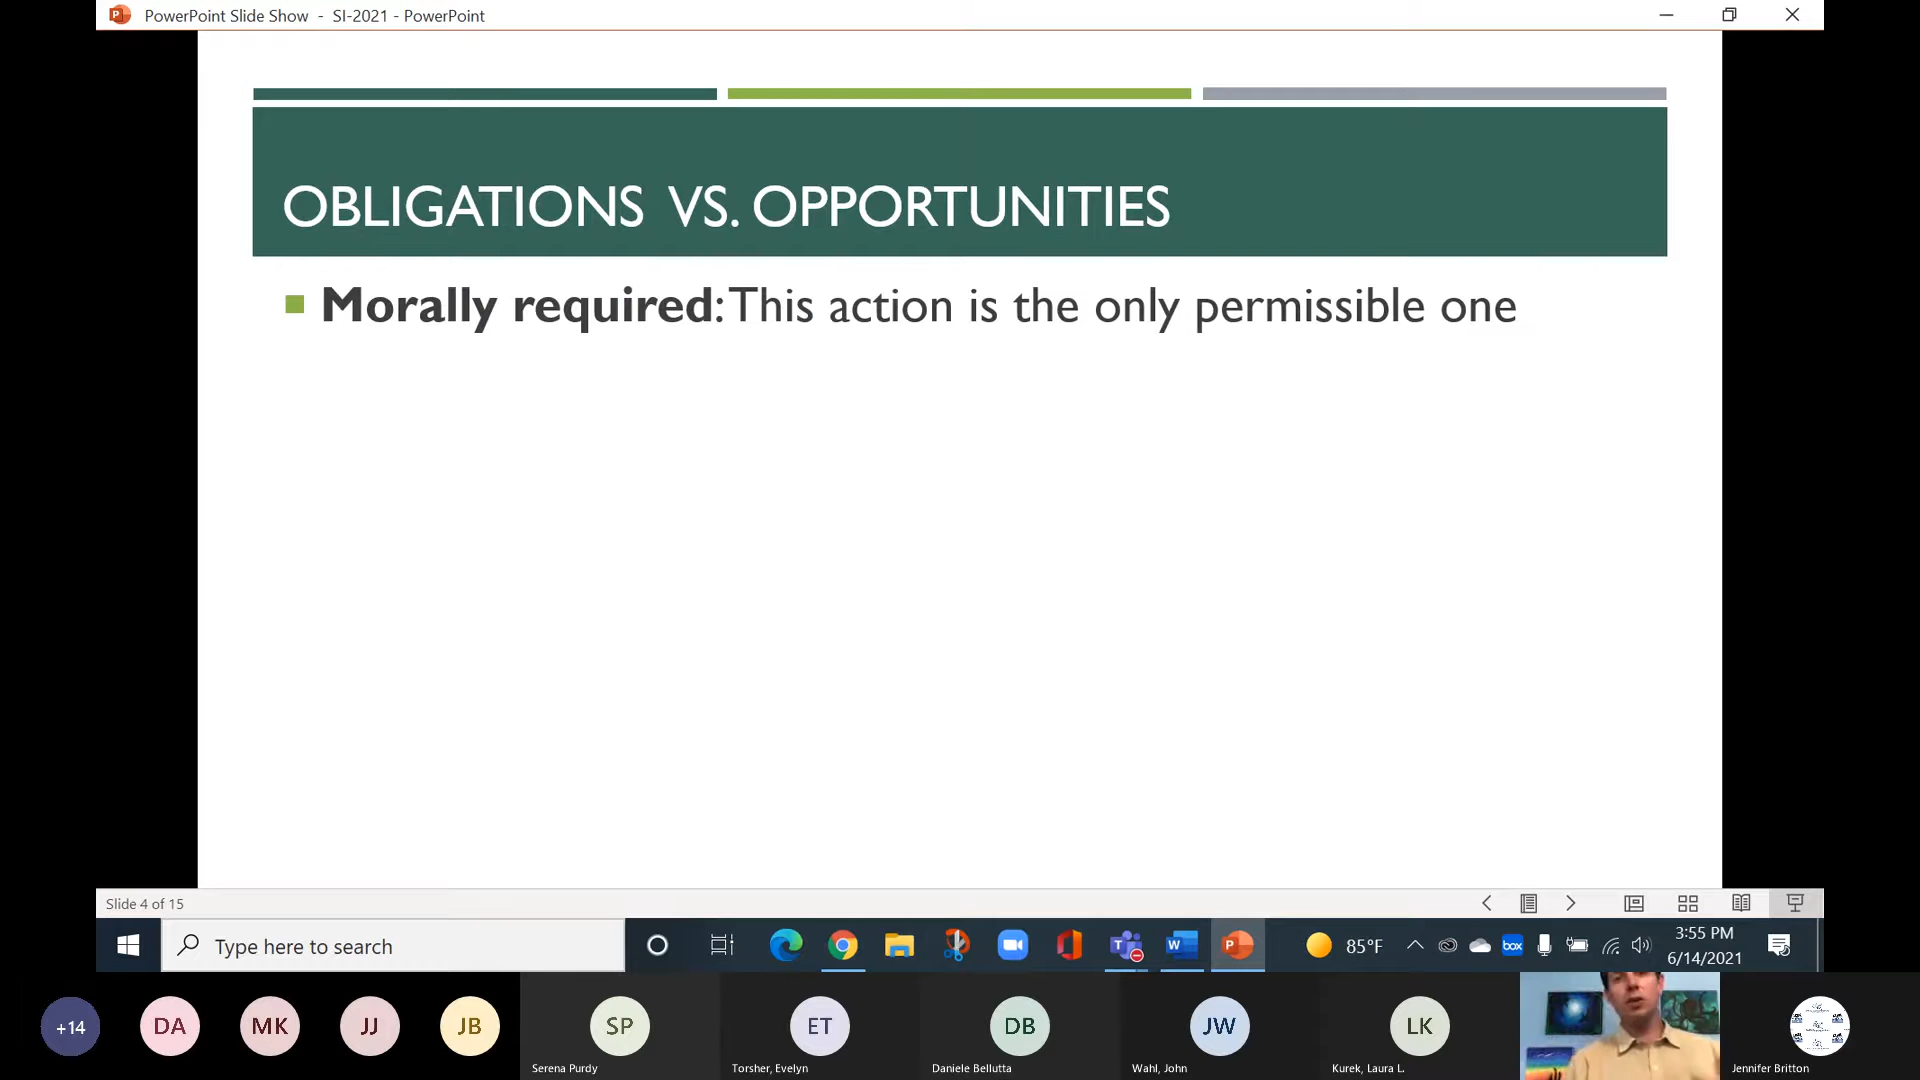 PowerPoint Slide Show - SI-2021 - PowerPoint
OBLIGATIONS VS. OPPORTUNITIES
Morally required: This action is the only permissible one
Slide 4 of 15
Type here to search
box
85°F
3:55 PM
6/14/2021
+14
DA
MK
JJ
JB
SP
ET
DB
JW
LK
Serena Purdy
Torsher, Evelyn
Daniele Bellutta
Wahl, John
Kurek, Laura L.
Jennifer Britton